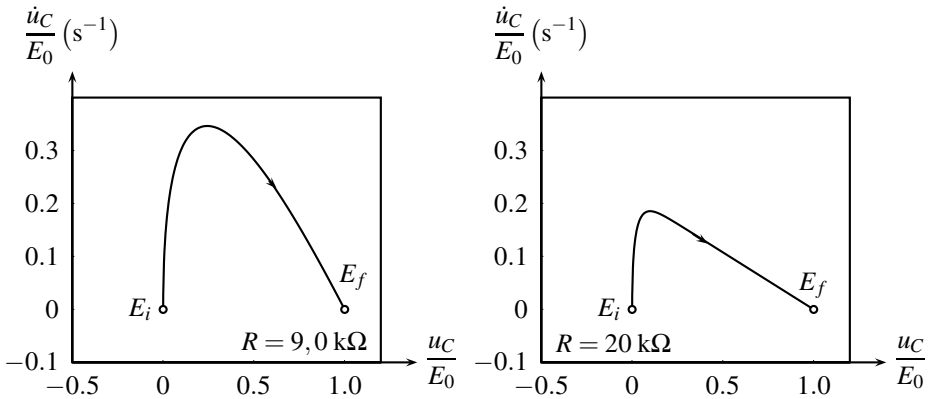 u̇_C/E_0 (s⁻¹)
0.3
0.2
0.1
0
−0.1
−0.5
0
0.5
1.0
E_i
E_f
R = 9,0 kΩ
u_C/E_0
u̇_C/E_0 (s⁻¹)
0.3
0.2
0.1
0
−0.1
−0.5
0
0.5
1.0
E_i
E_f
R = 20 kΩ
u_C/E_0